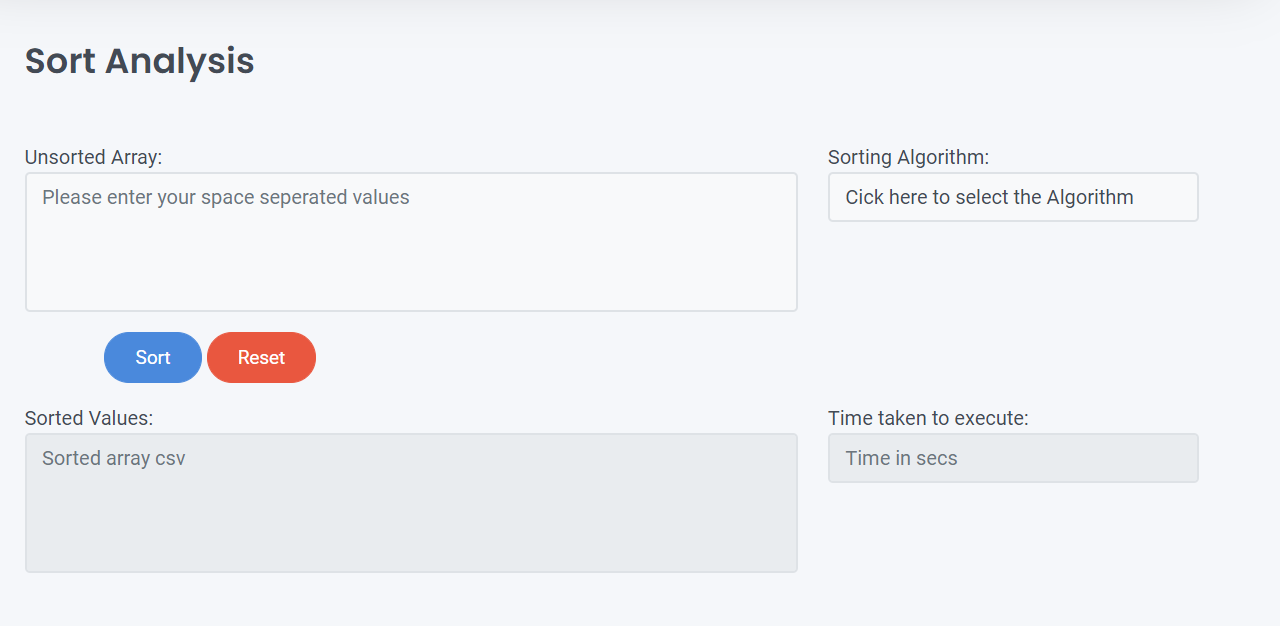 Sort Analysis
Unsorted Array:
Sorting Algorithm:
Please enter your space seperated values
Cick here to select the Algorithm
Sort
Reset
Sorted Values:
Time taken to execute:
Sorted array csv
Time in secs